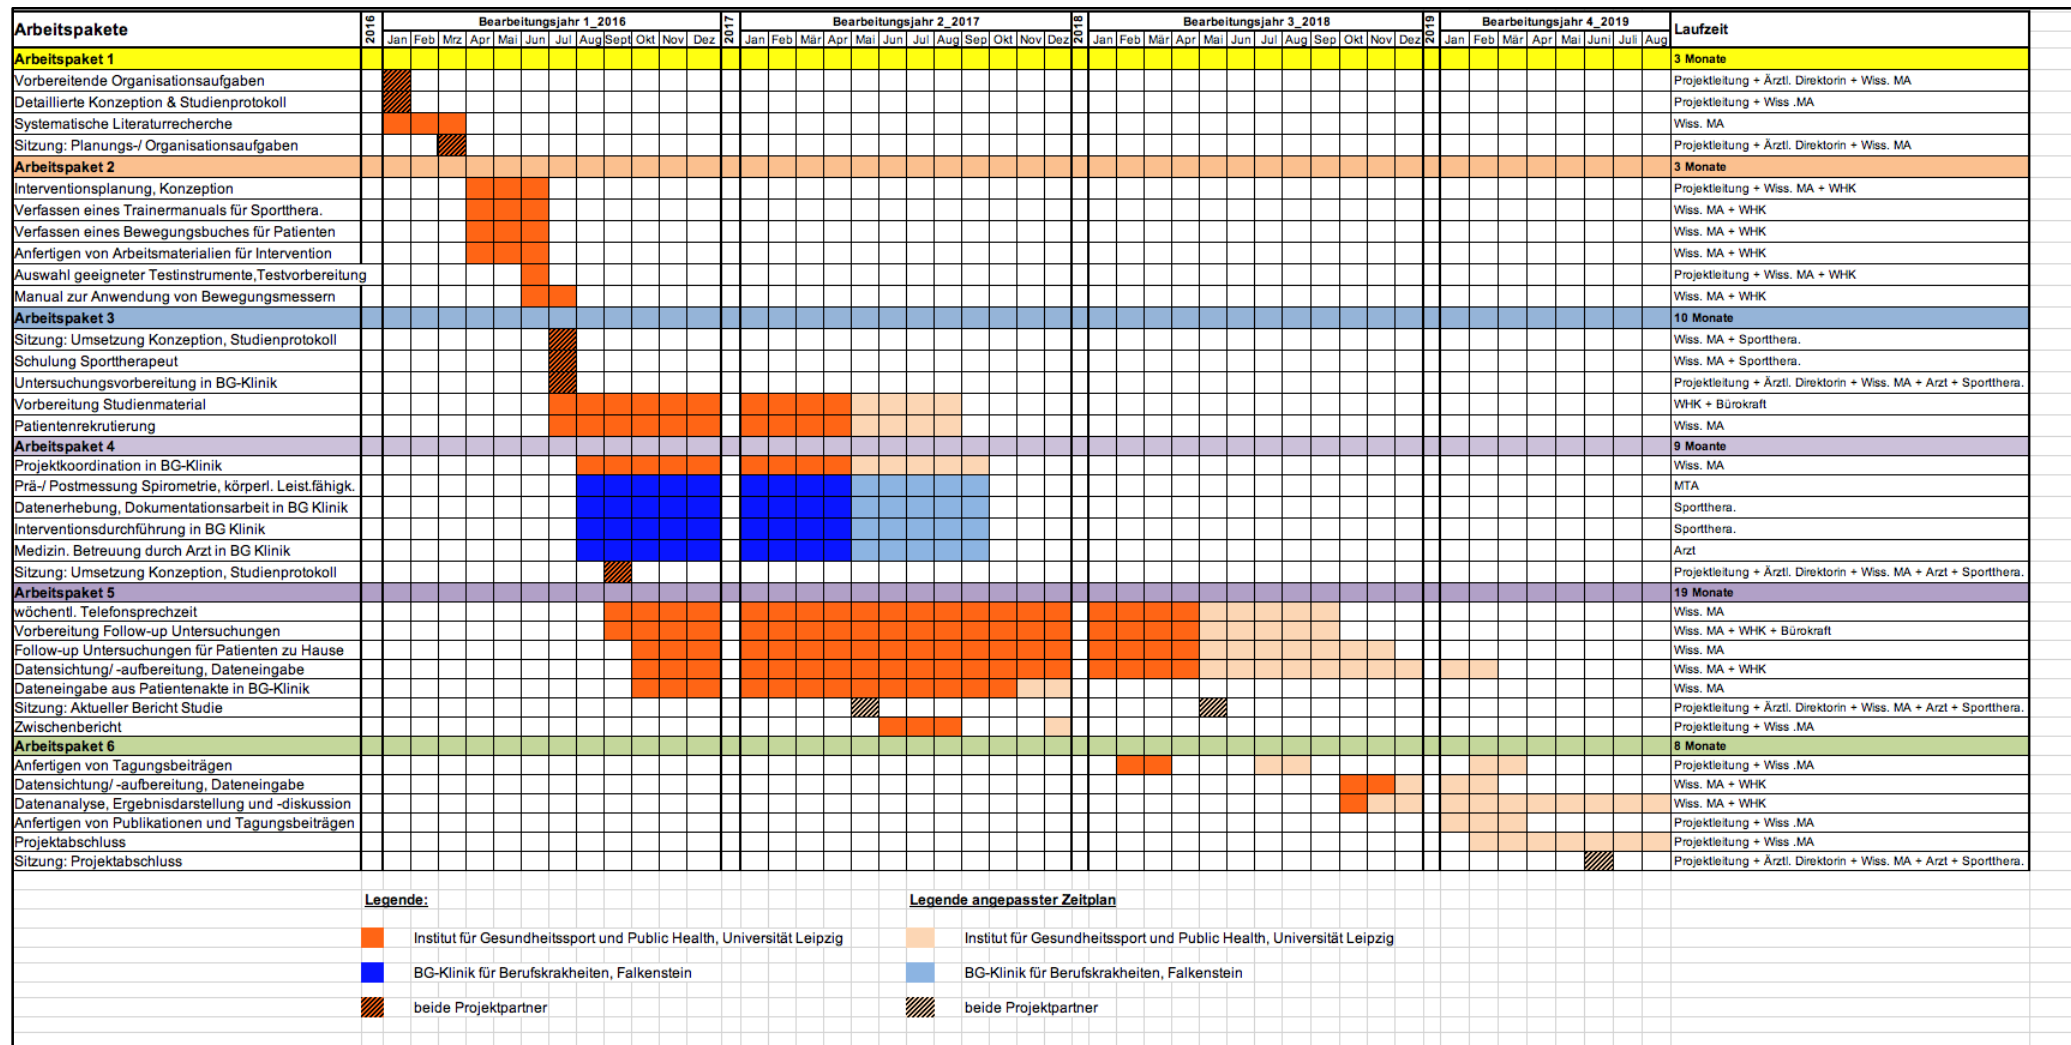 Arbeitspakete 2016 Bearbeitungsjahr 1_2016 2017 Bearbeitungsjahr 2_2017 2018 Bearbeitungsjahr 3_2018 2019 Bearbeitungsjahr 4_2019 Laufzeit
Jan Feb Mrz Apr Mai Jun Jul Aug Sept Okt Nov Dez Jan Feb Mär Apr Mai Jun Jul Aug Sep Okt Nov Dez Jan Feb Mär Apr Mai Jun Jul Aug Sep Okt Nov Dez Jan Feb Mär Apr Mai Juni Juli Aug
Arbeitspaket 1 3 Monate
Vorbereitende Organisationsaufgaben Projektleitung + Ärztl. Direktorin + Wiss. MA
Detaillierte Konzeption & Studienprotokoll Projektleitung + Wiss .MA
Systematische Literaturrecherche Wiss. MA
Sitzung: Planungs-/ Organisationsaufgaben Projektleitung + Ärztl. Direktorin + Wiss. MA
Arbeitspaket 2 3 Monate
Interventionsplanung, Konzeption Projektleitung + Wiss. MA + WHK
Verfassen eines Trainermanuals für Sportthera. Wiss. MA + WHK
Verfassen eines Bewegungsbuches für Patienten Wiss. MA + WHK
Anfertigen von Arbeitsmaterialien für Intervention Wiss. MA + WHK
Auswahl geeigneter Testinstrumente,Testvorbereitung Projektleitung + Wiss. MA + WHK
Manual zur Anwendung von Bewegungsmessern Wiss. MA + WHK
Arbeitspaket 3 10 Monate
Sitzung: Umsetzung Konzeption, Studienprotokoll Wiss. MA + Sportthera.
Schulung Sporttherapeut Wiss. MA + Sportthera.
Untersuchungsvorbereitung in BG-Klinik Projektleitung + Ärztl. Direktorin + Wiss. MA + Arzt + Sportthera.
Vorbereitung Studienmaterial WHK + Bürokraft
Patientenrekrutierung Wiss. MA
Arbeitspaket 4 9 Moante
Projektkoordination in BG-Klinik Wiss. MA
Prä-/ Postmessung Spirometrie, körperl. Leist.fähigk. MTA
Datenerhebung, Dokumentationsarbeit in BG Klinik Sportthera.
Interventionsdurchführung in BG Klinik Sportthera.
Medizin. Betreuung durch Arzt in BG Klinik Arzt
Sitzung: Umsetzung Konzeption, Studienprotokoll Projektleitung + Ärztl. Direktorin + Wiss. MA + Arzt + Sportthera.
Arbeitspaket 5 19 Monate
wöchentl. Telefonsprechzeit Wiss. MA
Vorbereitung Follow-up Untersuchungen Wiss. MA + WHK + Bürokraft
Follow-up Untersuchungen für Patienten zu Hause Wiss. MA
Datensichtung/ -aufbereitung, Dateneingabe Wiss. MA + WHK
Dateneingabe aus Patientenakte in BG-Klinik Wiss. MA
Sitzung: Aktueller Bericht Studie Projektleitung + Ärztl. Direktorin + Wiss. MA + Arzt + Sportthera.
Zwischenbericht Projektleitung + Wiss .MA
Arbeitspaket 6 8 Monate
Anfertigen von Tagungsbeiträgen Projektleitung + Wiss .MA
Datensichtung/ -aufbereitung, Dateneingabe Wiss. MA + WHK
Datenanalyse, Ergebnisdarstellung und -diskussion Wiss. MA + WHK
Anfertigen von Publikationen und Tagungsbeiträgen Projektleitung + Wiss .MA
Projektabschluss Projektleitung + Wiss .MA
Sitzung: Projektabschluss Projektleitung + Ärztl. Direktorin + Wiss. MA + Arzt + Sportthera.
Legende: Legende angepasster Zeitplan
Institut für Gesundheitssport und Public Health, Universität Leipzig Institut für Gesundheitssport und Public Health, Universität Leipzig
BG-Klinik für Berufskrakheiten, Falkenstein BG-Klinik für Berufskrakheiten, Falkenstein
beide Projektpartner beide Projektpartner